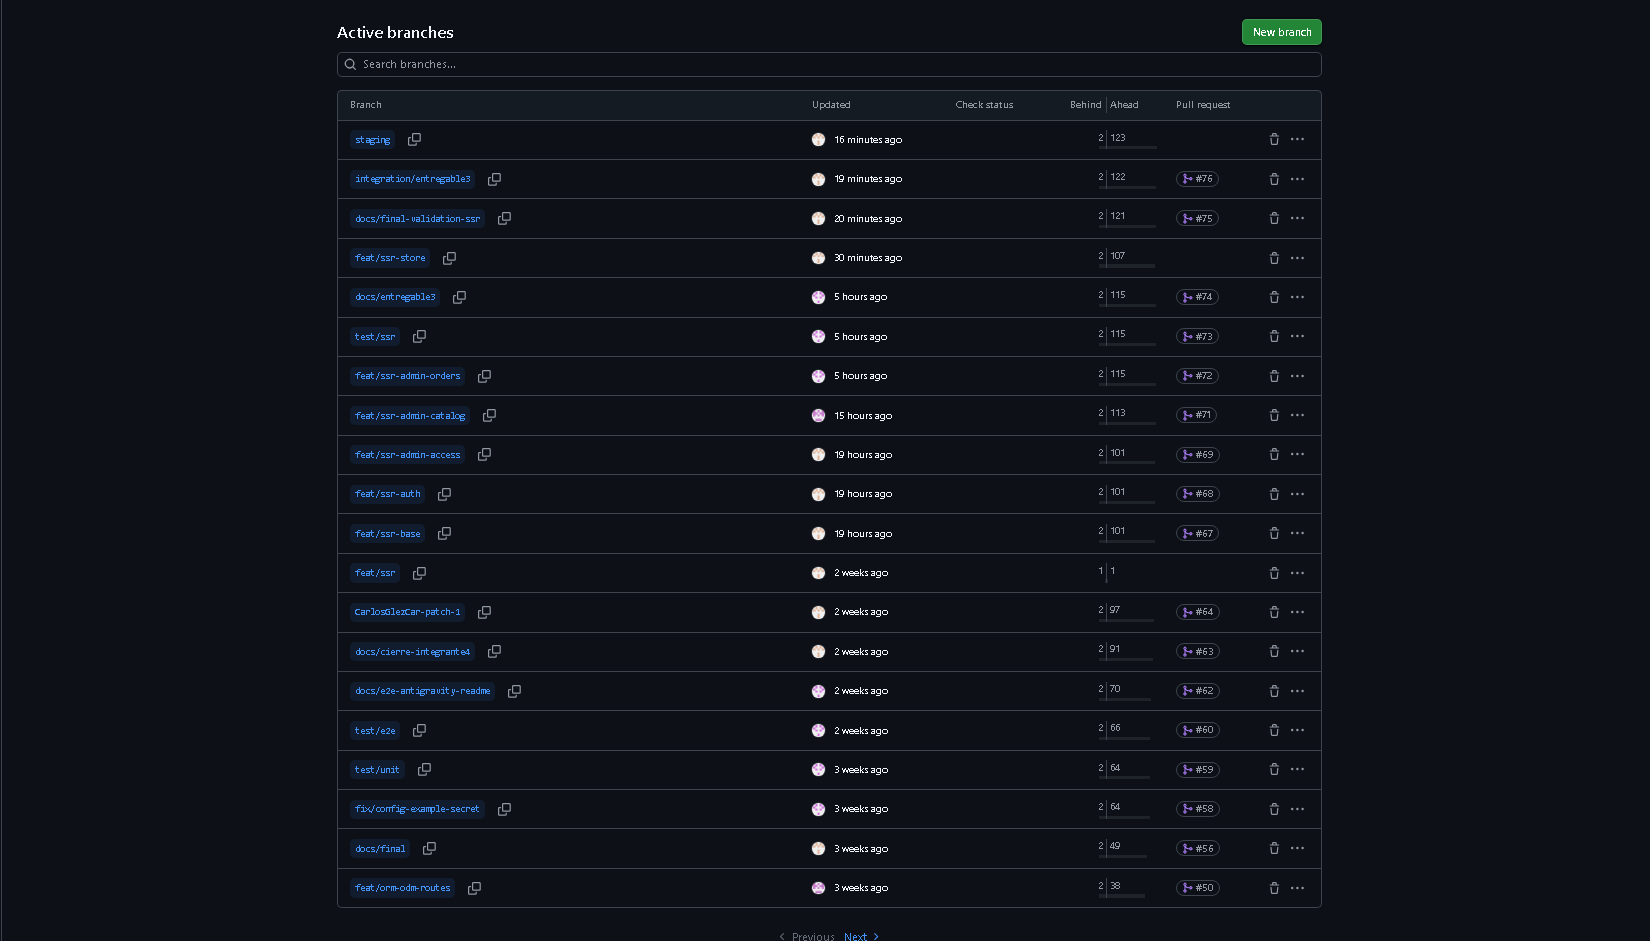 Active branches
New branch
Search branches...
Branch Updated Check status Behind Ahead Pull request
staging 16 minutes ago 2 123
integration/entregable3 19 minutes ago 2 122 #76
docs/final-validation-ssr 20 minutes ago 2 121 #75
feat/ssr-store 30 minutes ago 2 107
docs/entregable3 5 hours ago 2 115 #74
test/ssr 5 hours ago 2 115 #73
feat/ssr-admin-orders 5 hours ago 2 115 #72
feat/ssr-admin-catalog 15 hours ago 2 113 #71
feat/ssr-admin-access 19 hours ago 2 101 #69
feat/ssr-auth 19 hours ago 2 101 #68
feat/ssr-base 19 hours ago 2 101 #67
feat/ssr 2 weeks ago 1 1
CarlosGlezCar-patch-1 2 weeks ago 2 97 #64
docs/cierre-integrante4 2 weeks ago 2 91 #63
docs/e2e-antigravity-readme 2 weeks ago 2 70 #62
test/e2e 2 weeks ago 2 66 #60
test/unit 3 weeks ago 2 64 #59
fix/config-example-secret 3 weeks ago 2 64 #58
docs/final 3 weeks ago 2 49 #56
feat/orm-odm-routes 3 weeks ago 2 38 #50
Previous Next